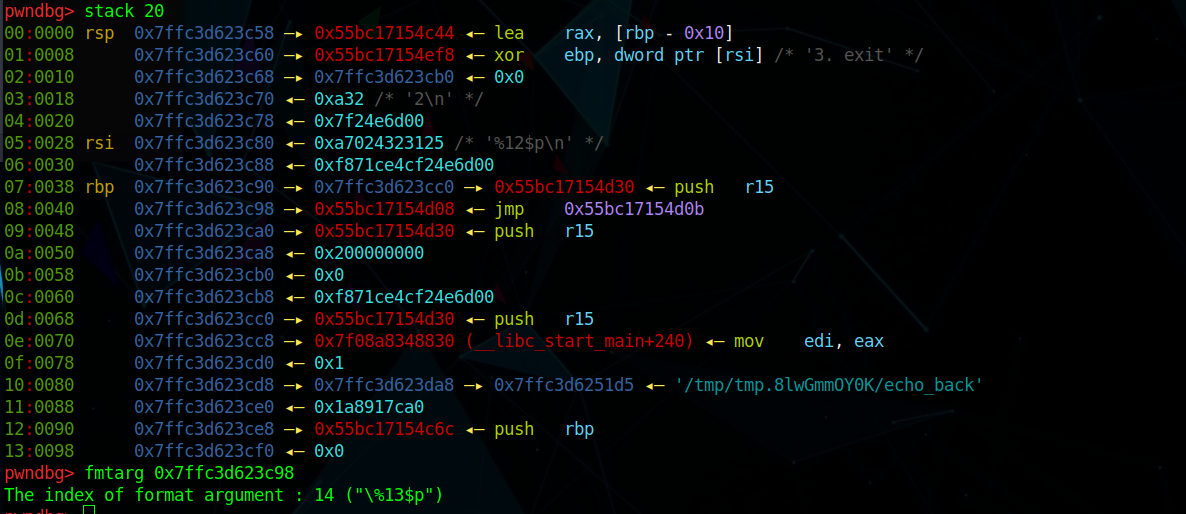 pwndbg> stack 20
00:0000│ rsp  0x7ffc3d623c58 —▸ 0x55bc17154c44 ◂— lea    rax, [rbp - 0x10]
01:0008│      0x7ffc3d623c60 —▸ 0x55bc17154ef8 ◂— xor    ebp, dword ptr [rsi] /* '3. exit' */
02:0010│      0x7ffc3d623c68 —▸ 0x7ffc3d623cb0 ◂— 0x0
03:0018│      0x7ffc3d623c70 ◂— 0xa32 /* '2\n' */
04:0020│      0x7ffc3d623c78 ◂— 0x7f24e6d00
05:0028│ rsi  0x7ffc3d623c80 ◂— 0xa7024323125 /* '%12$p\n' */
06:0030│      0x7ffc3d623c88 ◂— 0xf871ce4cf24e6d00
07:0038│ rbp  0x7ffc3d623c90 —▸ 0x7ffc3d623cc0 —▸ 0x55bc17154d30 ◂— push   r15
08:0040│      0x7ffc3d623c98 —▸ 0x55bc17154d08 ◂— jmp    0x55bc17154d0b
09:0048│      0x7ffc3d623ca0 —▸ 0x55bc17154d30 ◂— push   r15
0a:0050│      0x7ffc3d623ca8 ◂— 0x200000000
0b:0058│      0x7ffc3d623cb0 ◂— 0x0
0c:0060│      0x7ffc3d623cb8 ◂— 0xf871ce4cf24e6d00
0d:0068│      0x7ffc3d623cc0 —▸ 0x55bc17154d30 ◂— push   r15
0e:0070│      0x7ffc3d623cc8 —▸ 0x7f08a8348830 (__libc_start_main+240) ◂— mov    edi, eax
0f:0078│      0x7ffc3d623cd0 ◂— 0x1
10:0080│      0x7ffc3d623cd8 —▸ 0x7ffc3d623da8 —▸ 0x7ffc3d6251d5 ◂— '/tmp/tmp.8lwGmmOY0K/echo_back'
11:0088│      0x7ffc3d623ce0 ◂— 0x1a8917ca0
12:0090│      0x7ffc3d623ce8 —▸ 0x55bc17154c6c ◂— push   rbp
13:0098│      0x7ffc3d623cf0 ◂— 0x0
pwndbg> fmtarg 0x7ffc3d623c98
The index of format argument : 14 ("\%13$p")
pwndbg>